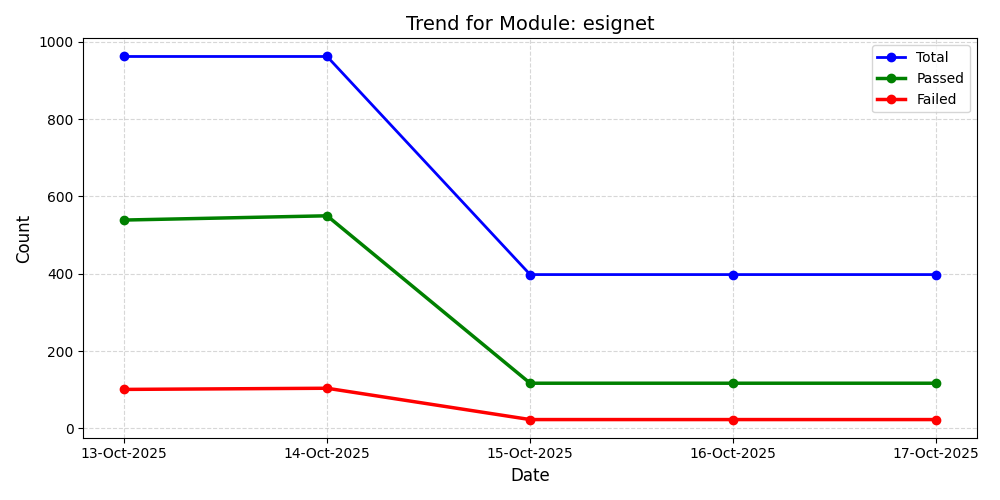 Trend for Module: esignet
1000
800
600
400
200
0
Count
Total
Passed
Failed
13-Oct-2025
14-Oct-2025
15-Oct-2025
16-Oct-2025
17-Oct-2025
Date